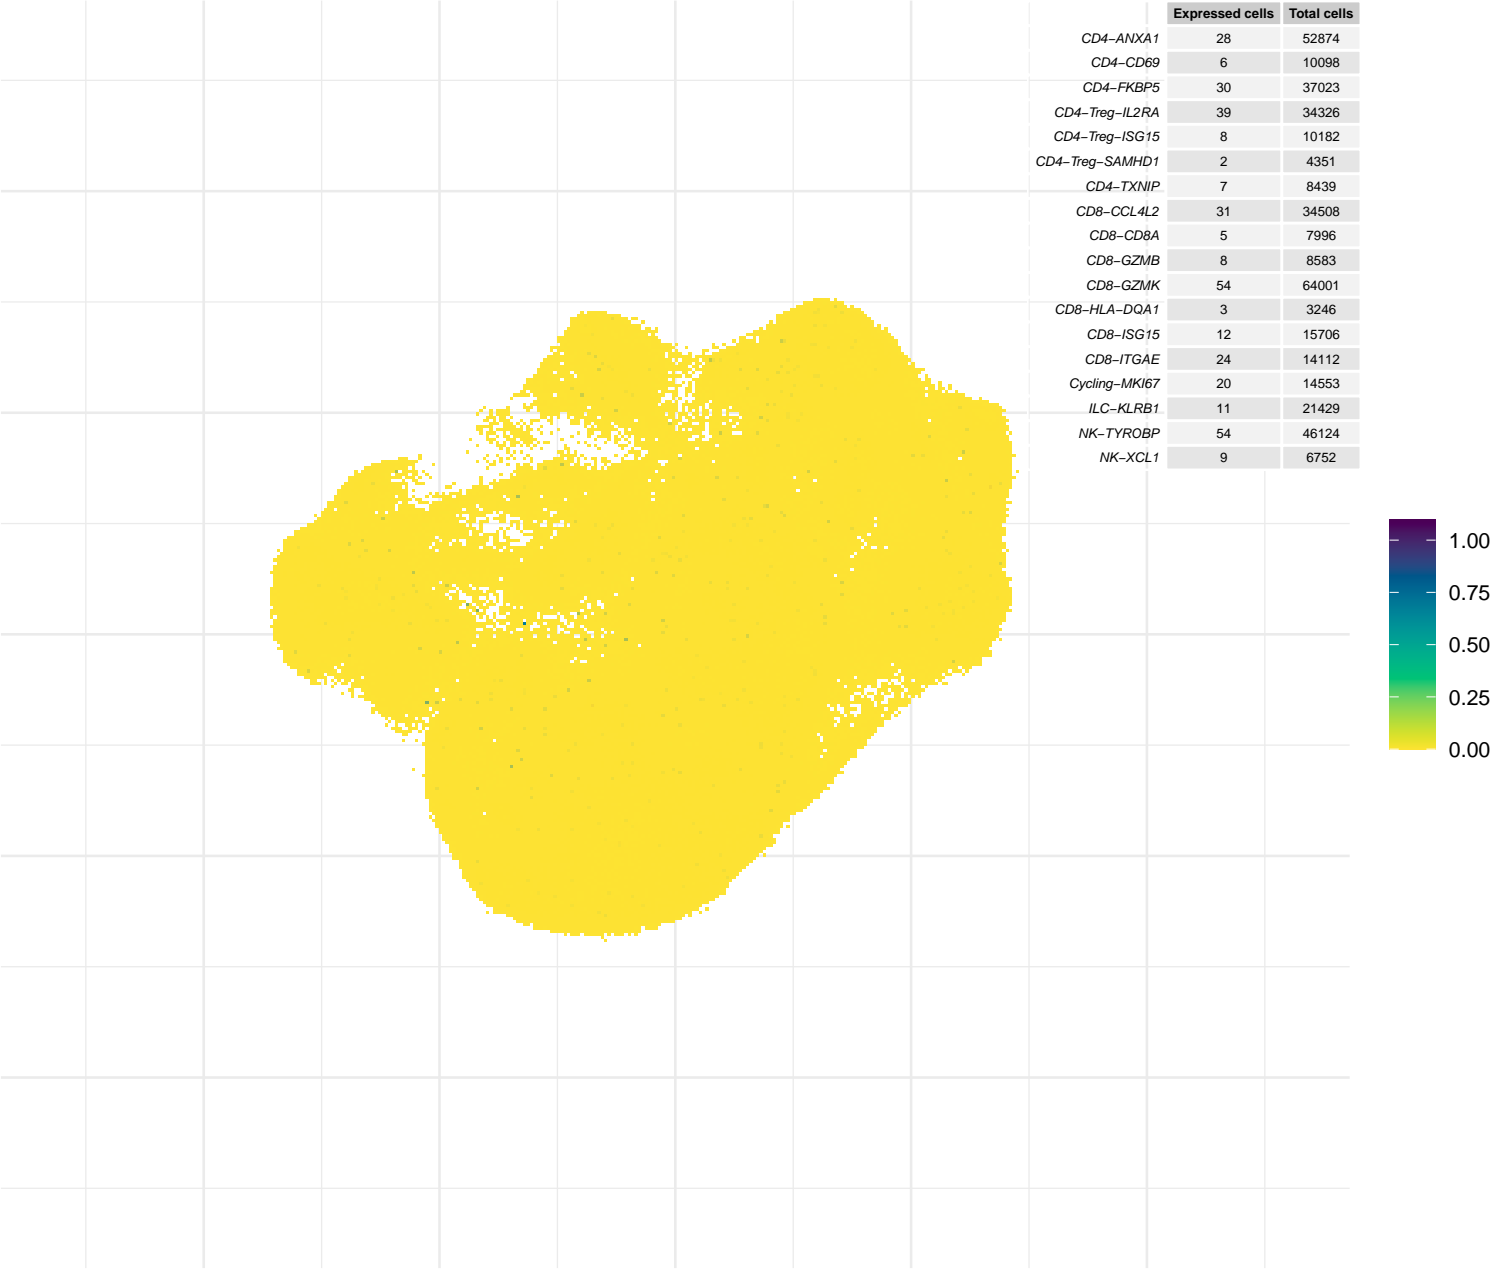 Expressed cells Total cells
CD4−ANXA1 28 52874
CD4−CD69 6 10098
CD4−FKBP5 30 37023
CD4−Treg−IL2RA 39 34326
CD4−Treg−ISG15 8 10182
CD4−Treg−SAMHD1 2 4351
CD4−TXNIP 7 8439
CD8−CCL4L2 31 34508
CD8−CD8A 5 7996
CD8−GZMB 8 8583
CD8−GZMK 54 64001
CD8−HLA−DQA1 3 3246
CD8−ISG15 12 15706
CD8−ITGAE 24 14112
Cycling−MKI67 20 14553
ILC−KLRB1 11 21429
NK−TYROBP 54 46124
NK−XCL1 9 6752
1.00
0.75
0.50
0.25
0.00